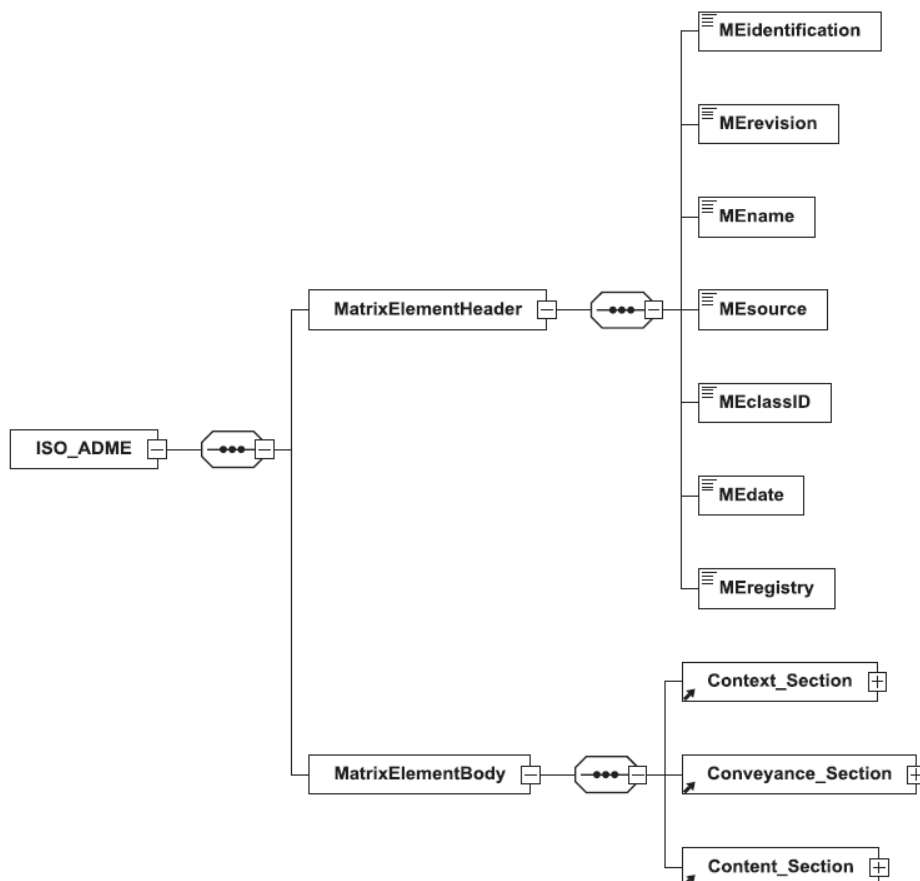 MEidentification
MErevision
MEname
MatrixElementHeader
MEsource
MEclassID
ISO_ADME
MEdate
MEregistry
Context_Section
MatrixElementBody
Conveyance_Section
Content_Section